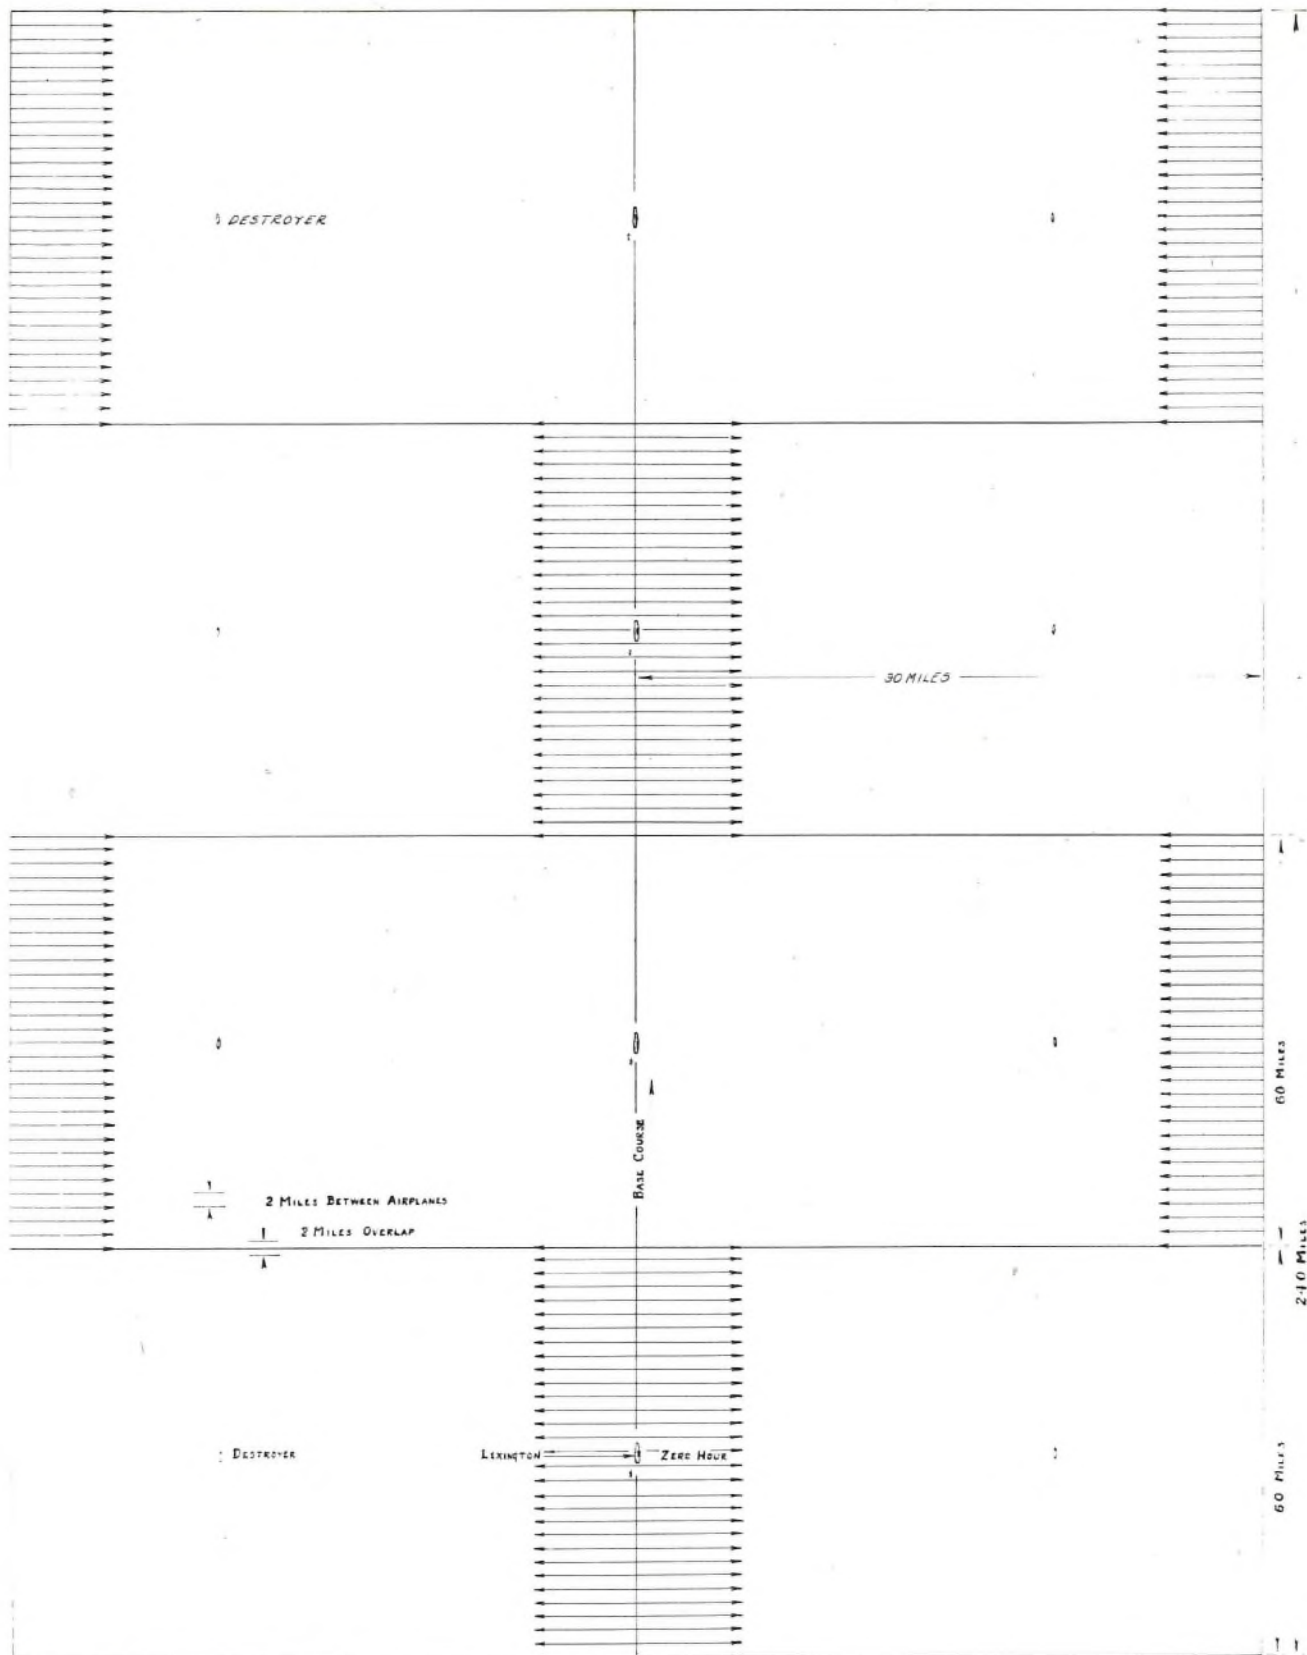 DESTROYER
90 MILES
60 MILES
BASE COURSE
2 MILES BETWEEN AIRPLANES
2 MILES OVERLAP
240 MILES
DESTROYER
LEXINGTON
ZERO HOUR
60 MILES